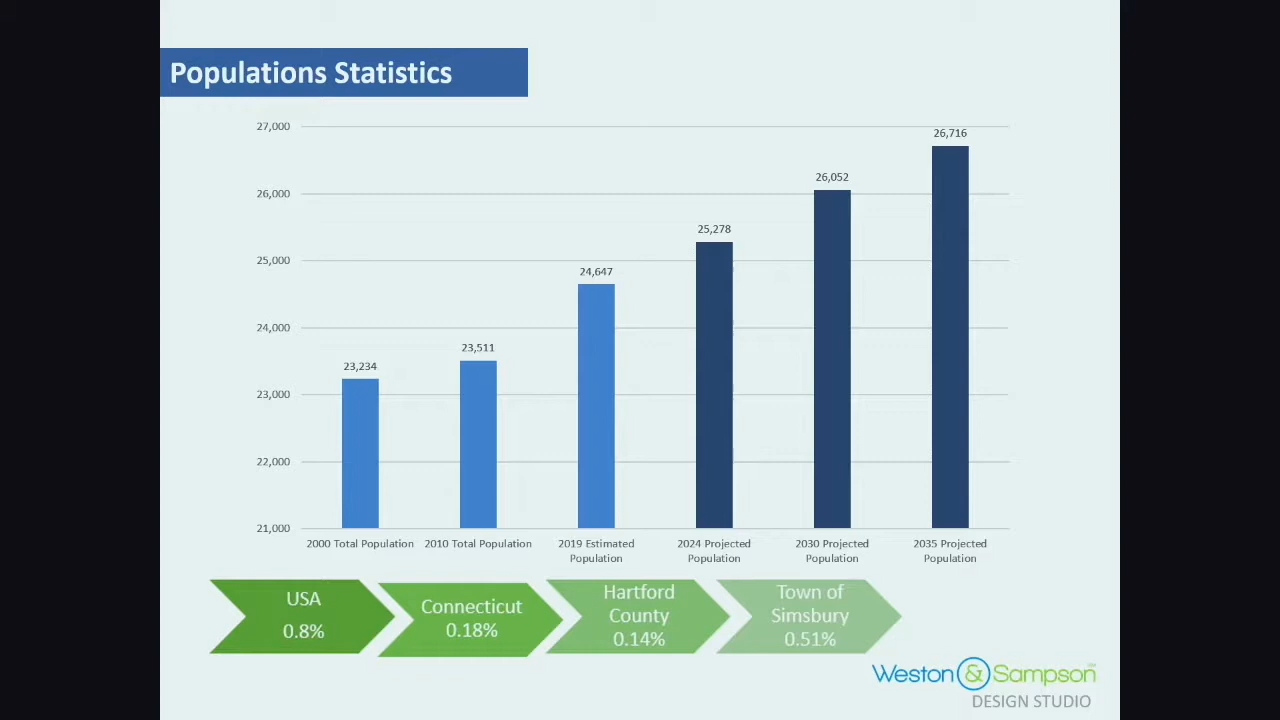 Populations Statistics
27,000
26,000
25,000
24,000
23,000
22,000
21,000
23,234
23,511
24,647
25,278
26,052
26,716
2000 Total Population
2010 Total Population
2019 Estimated
Population
2024 Projected
Population
2030 Projected
Population
2035 Projected
Population
USA
0.8%
Connecticut
0.18%
Hartford
County
0.14%
Town of
Simsbury
0.51%
Weston & Sampson
DESIGN STUDIO